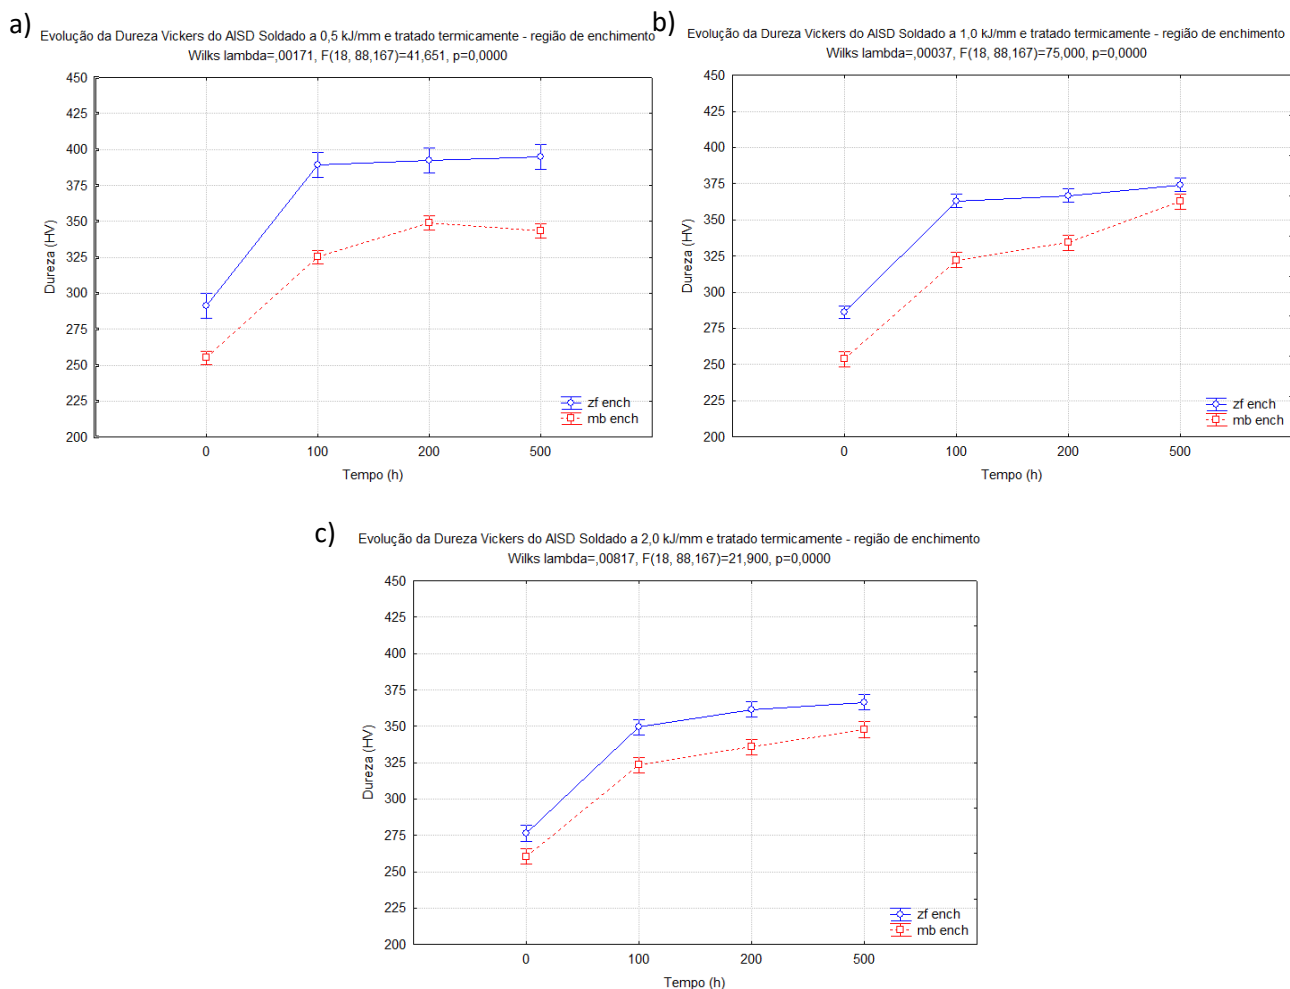 a)
Evolução da Dureza Vickers do AISD Soldado a 0,5 kJ/mm e tratado termicamente - região de enchimento
Wilks lambda=,00171, F(18, 88,167)=41,651, p=0,0000
450
425
400
375
350
325
300
275
250
225
200
Dureza (HV)
zf ench
mb ench
0 100 200 500
Tempo (h)
b)
Evolução da Dureza Vickers do AISD Soldado a 1,0 kJ/mm e tratado termicamente - região de enchimento
Wilks lambda=,00037, F(18, 88,167)=75,000, p=0,0000
450
425
400
375
350
325
300
275
250
225
200
Dureza (HV)
zf ench
mb ench
0 100 200 500
Tempo (h)
c)
Evolução da Dureza Vickers do AISD Soldado a 2,0 kJ/mm e tratado termicamente - região de enchimento
Wilks lambda=,00817, F(18, 88,167)=21,900, p=0,0000
450
425
400
375
350
325
300
275
250
225
200
Dureza (HV)
zf ench
mb ench
0 100 200 500
Tempo (h)